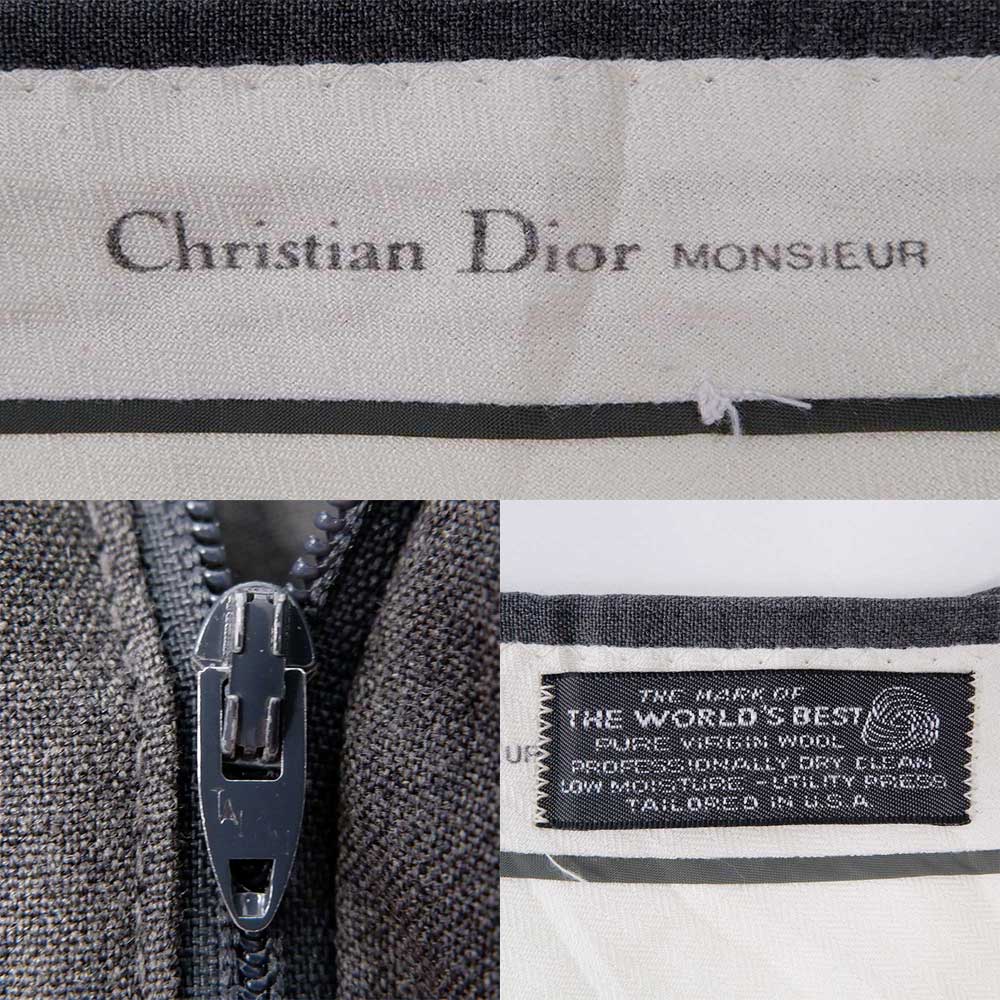 Christian Dior MONSIEUR
THE MARK OF
THE WORLD'S BEST
PURE VIRGIN WOOL
PROFESSIONALLY DRY CLEAN
LOW MOISTURE - UTILITY PRESS
TAILORED IN U.S.A
UR